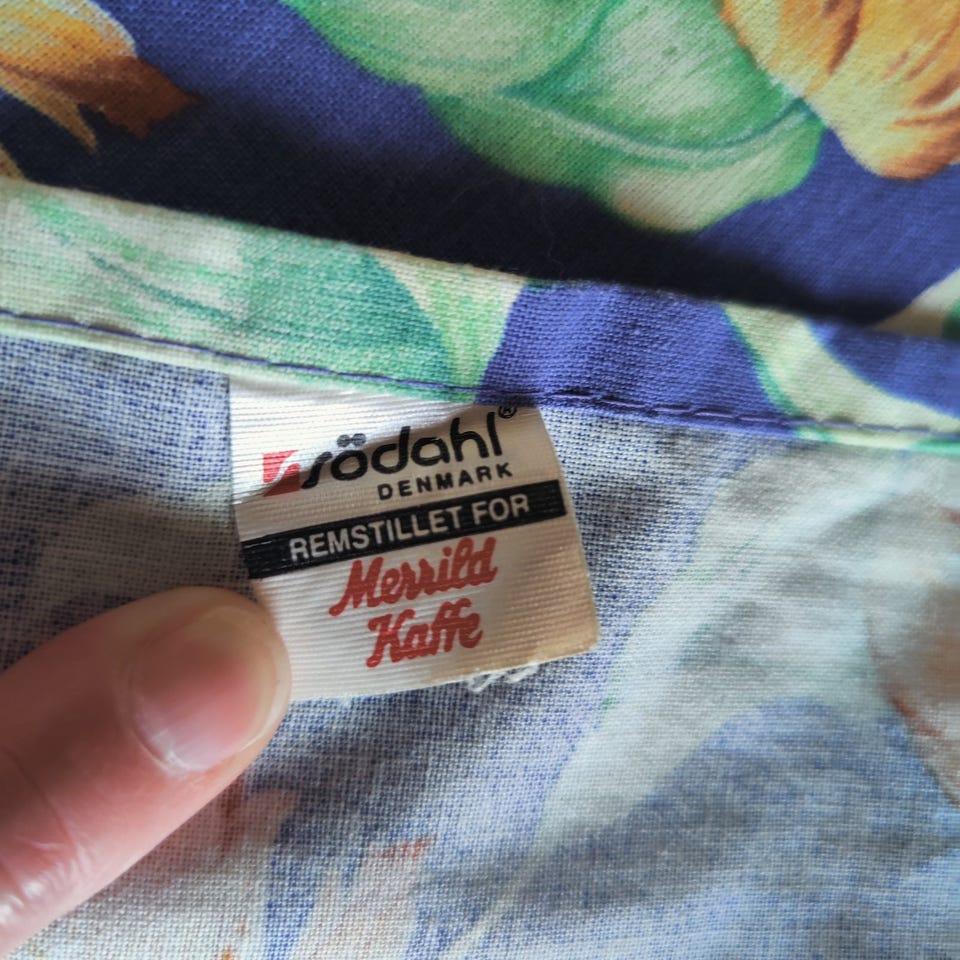 södahl®
DENMARK
REMSTILLET FOR
Merrild
Kaffe